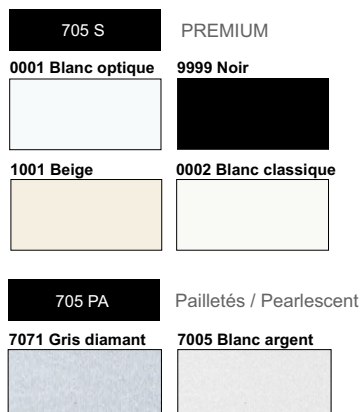 705 S PREMIUM
0001 Blanc optique 9999 Noir
1001 Beige 0002 Blanc classique
705 PA Pailletés / Pearlescent
7071 Gris diamant 7005 Blanc argent